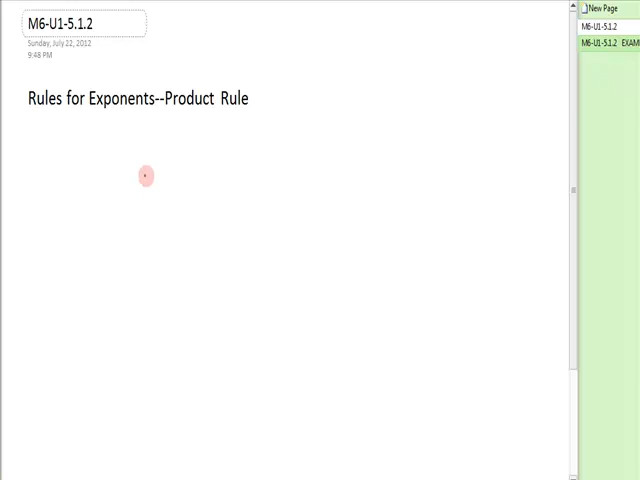 M6-U1-5.1.2
Sunday, July 22, 2012
9:48 PM
Rules for Exponents--Product Rule
New Page
M6-U1-5.1.2
M6-U1-5.1.2 EXAM